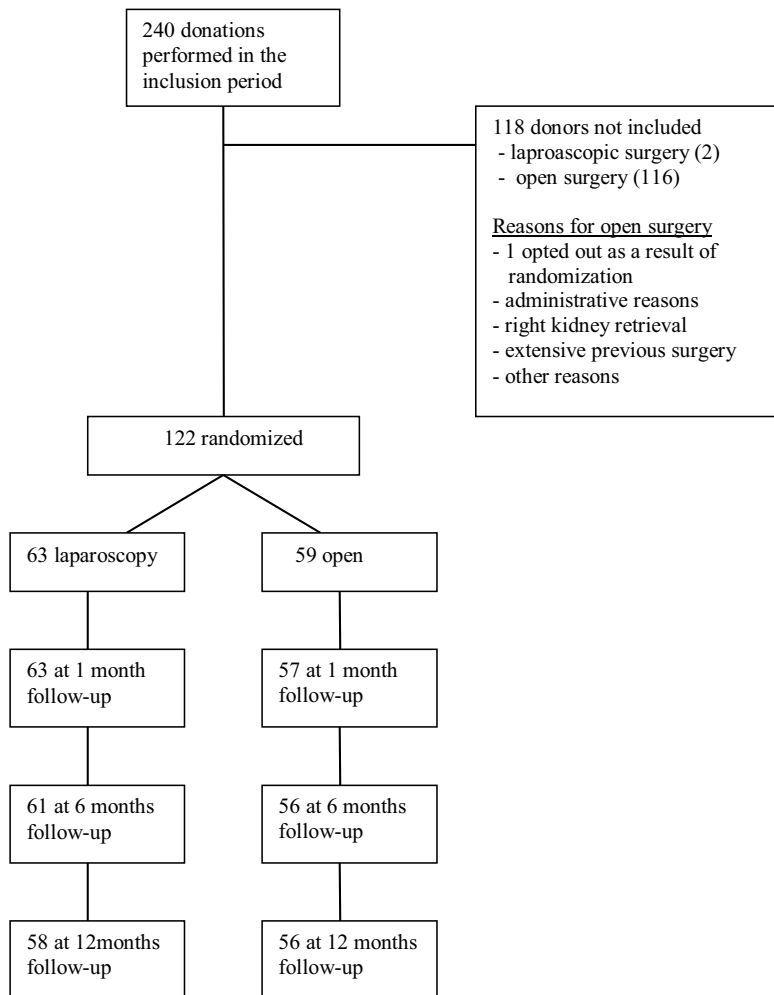 240 donations
performed in the
inclusion period
118 donors not included
- laproascopic surgery (2)
- open surgery (116)
Reasons for open surgery
- 1 opted out as a result of
randomization
- administrative reasons
- right kidney retrieval
- extensive previous surgery
- other reasons
122 randomized
63 laparoscopy
59 open
63 at 1 month
follow-up
57 at 1 month
follow-up
61 at 6 months
follow-up
56 at 6 months
follow-up
58 at 12months
follow-up
56 at 12 months
follow-up